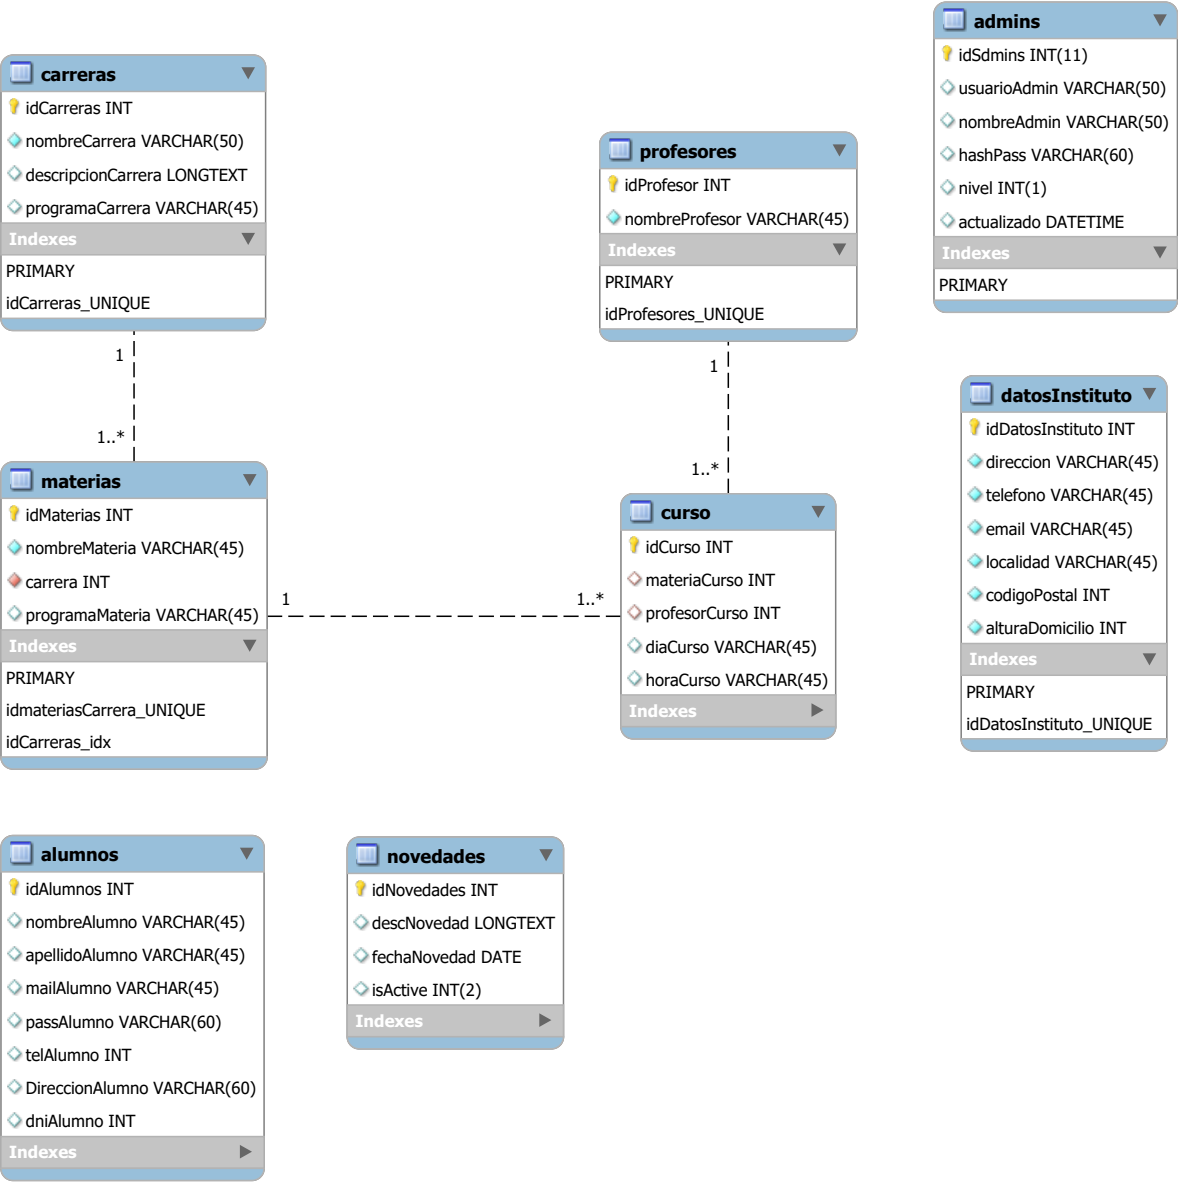 carreras
idCarreras INT
nombreCarrera VARCHAR(50)
descripcionCarrera LONGTEXT
programaCarrera VARCHAR(45)
Indexes
PRIMARY
idCarreras_UNIQUE
1
1..*
materias
idMaterias INT
nombreMateria VARCHAR(45)
carrera INT
programaMateria VARCHAR(45)
Indexes
PRIMARY
idmateriasCarrera_UNIQUE
idCarreras_idx
1
1..*
profesores
idProfesor INT
nombreProfesor VARCHAR(45)
Indexes
PRIMARY
idProfesores_UNIQUE
1
1..*
curso
idCurso INT
materiaCurso INT
profesorCurso INT
diaCurso VARCHAR(45)
horaCurso VARCHAR(45)
Indexes
admins
idSdmins INT(11)
usuarioAdmin VARCHAR(50)
nombreAdmin VARCHAR(50)
hashPass VARCHAR(60)
nivel INT(1)
actualizado DATETIME
Indexes
PRIMARY
datosInstituto
idDatosInstituto INT
direccion VARCHAR(45)
telefono VARCHAR(45)
email VARCHAR(45)
localidad VARCHAR(45)
codigoPostal INT
alturaDomicilio INT
Indexes
PRIMARY
idDatosInstituto_UNIQUE
alumnos
idAlumnos INT
nombreAlumno VARCHAR(45)
apellidoAlumno VARCHAR(45)
mailAlumno VARCHAR(45)
passAlumno VARCHAR(60)
telAlumno INT
DireccionAlumno VARCHAR(60)
dniAlumno INT
Indexes
novedades
idNovedades INT
descNovedad LONGTEXT
fechaNovedad DATE
isActive INT(2)
Indexes